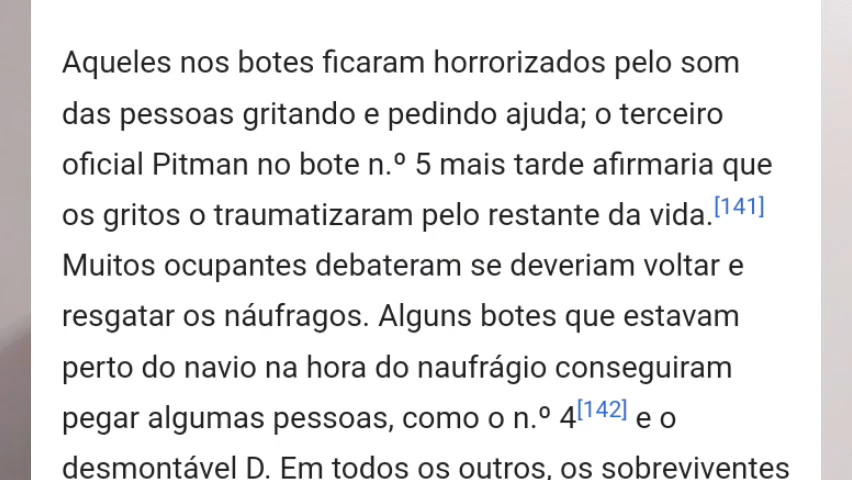 Aqueles nos botes ficaram horrorizados pelo som
das pessoas gritando e pedindo ajuda; o terceiro
oficial Pitman no bote n.º 5 mais tarde afirmaria que
os gritos o traumatizaram pelo restante da vida.[141]
Muitos ocupantes debateram se deveriam voltar e
resgatar os náufragos. Alguns botes que estavam
perto do navio na hora do naufrágio conseguiram
pegar algumas pessoas, como o n.º 4[142] e o
desmontável D. Em todos os outros, os sobreviventes